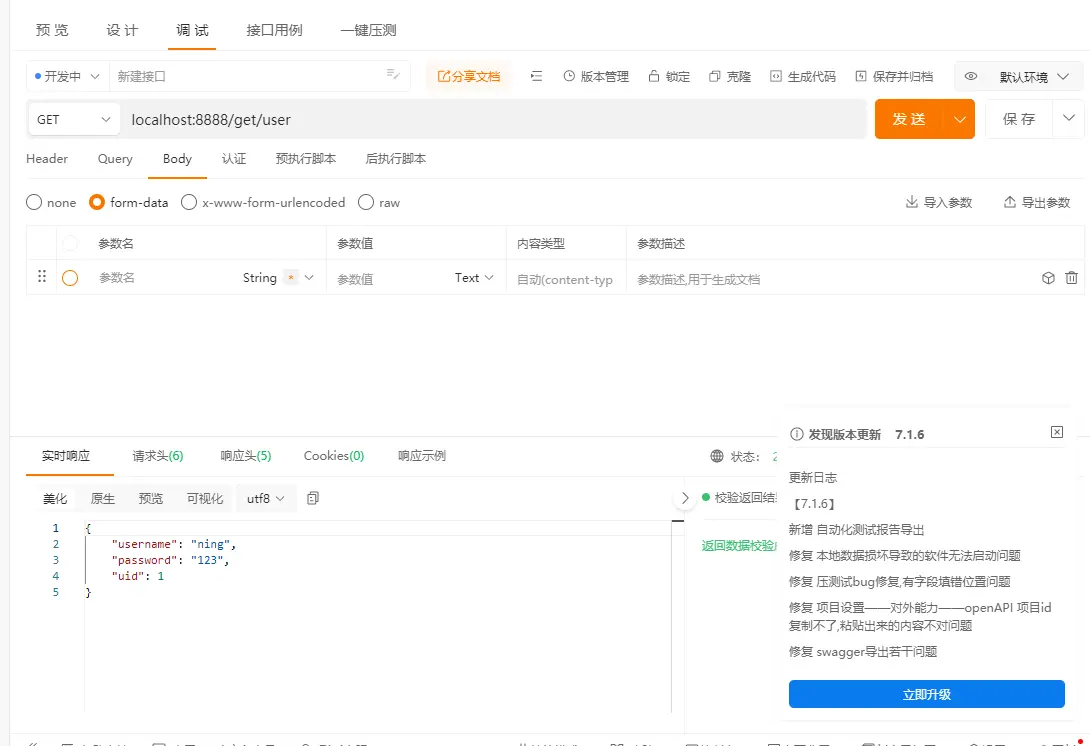 预 览 设 计 调 试 接口用例 一键压测
开发中 新建接口 分享文档 版本管理 锁定 克隆 生成代码 保存并归档 默认环境
GET localhost:8888/get/user 发 送 保 存
Header Query Body 认证 预执行脚本 后执行脚本
none form-data x-www-form-urlencoded raw 导入参数 导出参数
参数名 参数值 内容类型 参数描述
参数名 String * 参数值 Text 自动(content-typ 参数描述,用于生成文档
实时响应 请求头(6) 响应头(5) Cookies(0) 响应示例 状态: 2
美化 原生 预览 可视化 utf8 校验返回结
返回数据校验
1 {
2 "username": "ning",
3 "password": "123",
4 "uid": 1
5 }
发现版本更新 7.1.6
更新日志
【7.1.6】
新增 自动化测试报告导出
修复 本地数据损坏导致的软件无法启动问题
修复 压测试bug修复,有字段填错位置问题
修复 项目设置——对外能力——openAPI 项目id
复制不了,粘贴出来的内容不对问题
修复 swagger导出若干问题
立即升级